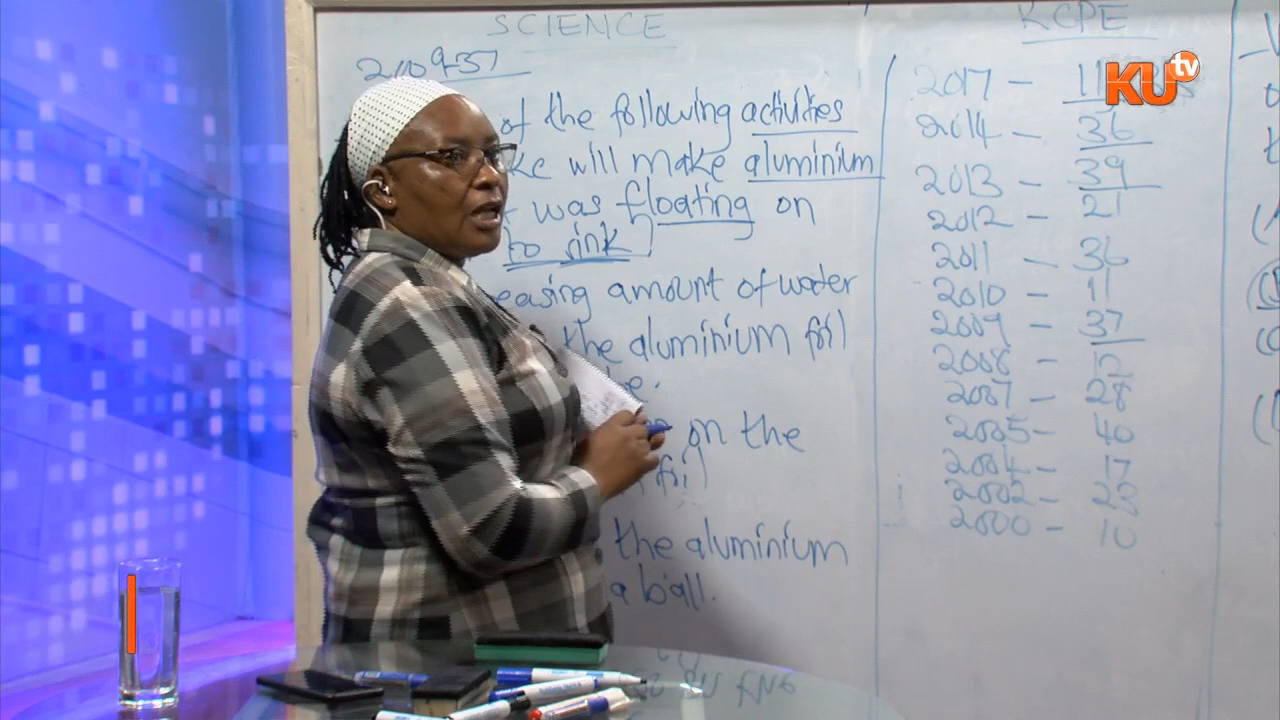 SCIENCE
of the following activities
will make aluminium
was floating on
to sink
easing amount of water
the aluminium foil
on the
foil
the aluminium
a ball.
KCPE
2017 -
2014 - 36
2013 - 39
2012 - 21
2011 - 36
2010 - 11
2009 - 37
2008 - 12
2007 - 28
2005 - 40
2004 - 17
2002 -
2000 - 10
KU tv